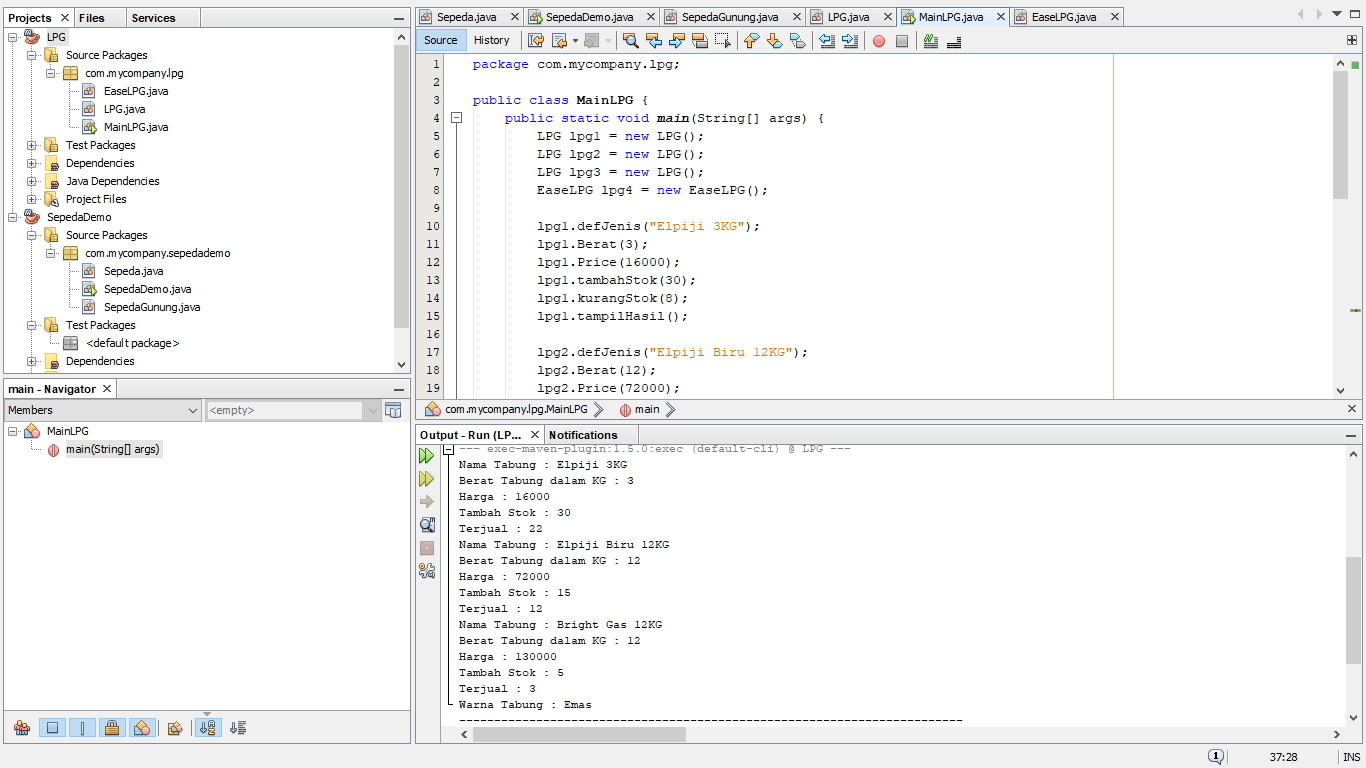 Projects Files Services
LPG
Source Packages
com.mycompany.lpg
EaseLPG.java
LPG.java
MainLPG.java
Test Packages
Dependencies
Java Dependencies
Project Files
SepedaDemo
Source Packages
com.mycompany.sepedademo
Sepeda.java
SepedaDemo.java
SepedaGunung.java
Test Packages
<default package>
Dependencies
main - Navigator
Members <empty>
MainLPG
main(String[] args)
Sepeda.java SepedaDemo.java SepedaGunung.java LPG.java MainLPG.java EaseLPG.java
Source History
1 package com.mycompany.lpg;
2
3 public class MainLPG {
4 public static void main(String[] args) {
5 LPG lpg1 = new LPG();
6 LPG lpg2 = new LPG();
7 LPG lpg3 = new LPG();
8 EaseLPG lpg4 = new EaseLPG();
9
10 lpg1.defJenis("Elpiji 3KG");
11 lpg1.Berat(3);
12 lpg1.Price(16000);
13 lpg1.tambahStok(30);
14 lpg1.kurangStok(8);
15 lpg1.tampilHasil();
16
17 lpg2.defJenis("Elpiji Biru 12KG");
18 lpg2.Berat(12);
19 lpg2.Price(72000);
com.mycompany.lpg.MainLPG main
Output - Run (LP... Notifications
--- exec-maven-plugin:1.5.0:exec (default-cli) @ LPG ---
Nama Tabung : Elpiji 3KG
Berat Tabung dalam KG : 3
Harga : 16000
Tambah Stok : 30
Terjual : 22
Nama Tabung : Elpiji Biru 12KG
Berat Tabung dalam KG : 12
Harga : 72000
Tambah Stok : 15
Terjual : 12
Nama Tabung : Bright Gas 12KG
Berat Tabung dalam KG : 12
Harga : 130000
Tambah Stok : 5
Terjual : 3
Warna Tabung : Emas
------------------------------------------------------------------------
1 37:28 INS